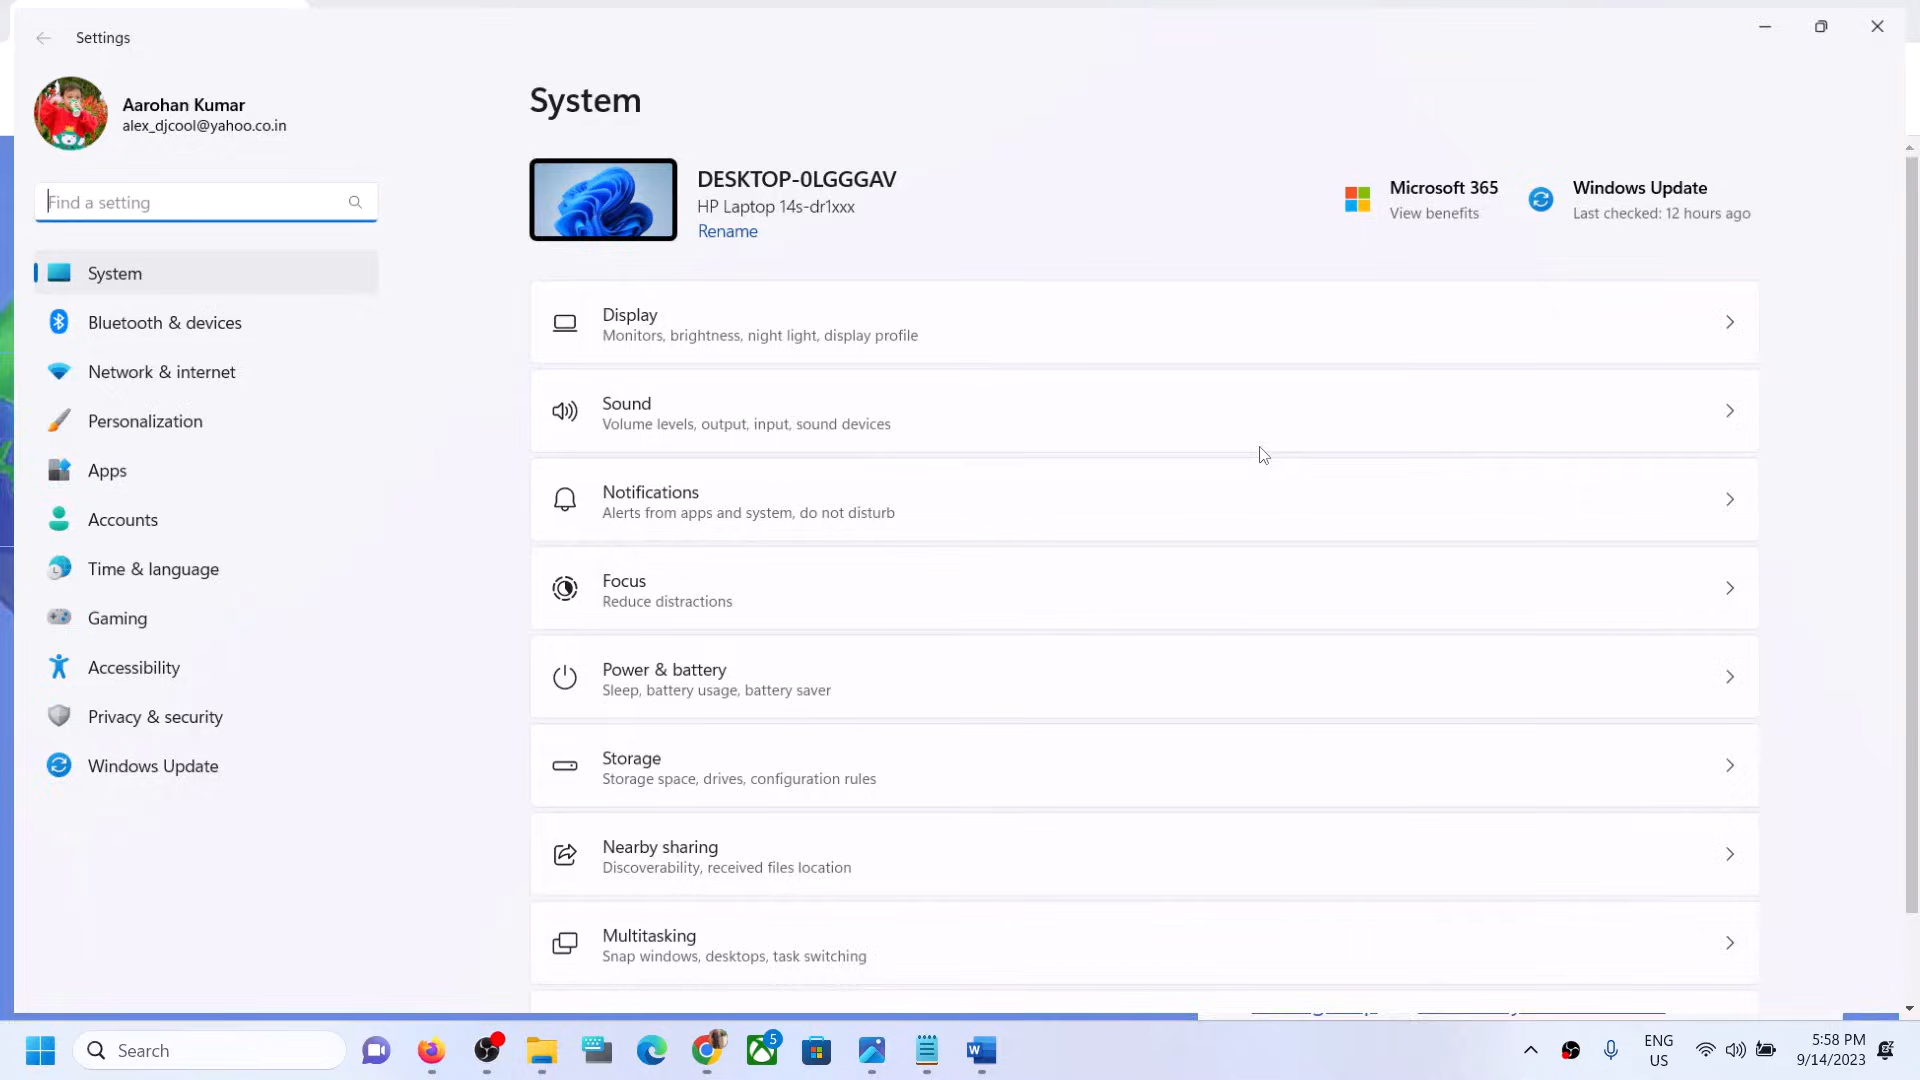 Settings
Aarohan Kumar
alex_djcool@yahoo.co.in
Find a setting
System
Bluetooth & devices
Network & internet
Personalization
Apps
Accounts
Time & language
Gaming
Accessibility
Privacy & security
Windows Update
System
DESKTOP-0LGGGAV
HP Laptop 14s-dr1xxx
Rename
Microsoft 365
View benefits
Windows Update
Last checked: 12 hours ago
Display
Monitors, brightness, night light, display profile
Sound
Volume levels, output, input, sound devices
Notifications
Alerts from apps and system, do not disturb
Focus
Reduce distractions
Power & battery
Sleep, battery usage, battery saver
Storage
Storage space, drives, configuration rules
Nearby sharing
Discoverability, received files location
Multitasking
Snap windows, desktops, task switching
Search
5
ENG
US
5:58 PM
9/14/2023